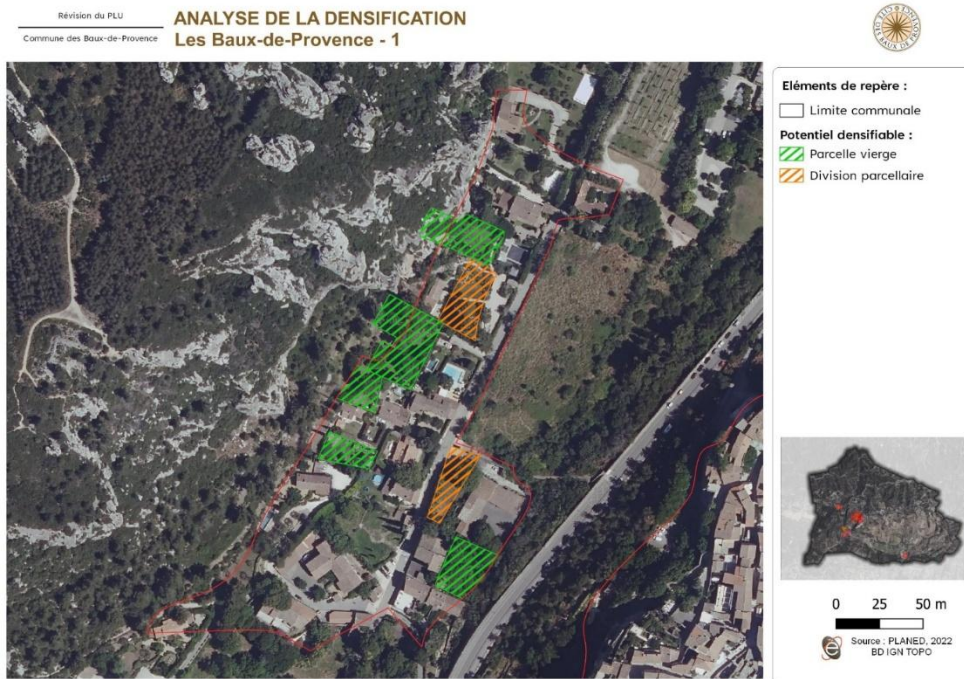 Révision du PLU
Commune des Baux-de-Provence
ANALYSE DE LA DENSIFICATION
Les Baux-de-Provence - 1
Eléments de repère :
Limite communale
Potentiel densifiable :
Parcelle vierge
Division parcellaire
0 25 50 m
Source : PLANED, 2022
BD IGN TOPO